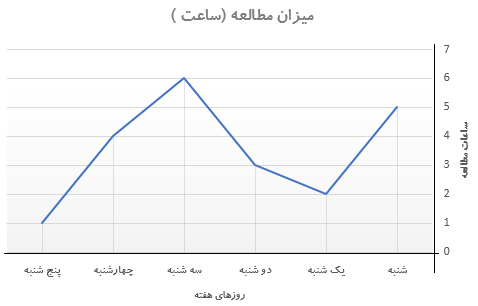 میزان مطالعه (ساعت )
7
6
5
4
3
2
1
0
ساعات مطالعه
شنبه
یک شنبه
دو شنبه
سه شنبه
چهارشنبه
پنج شنبه
روزهای هفته